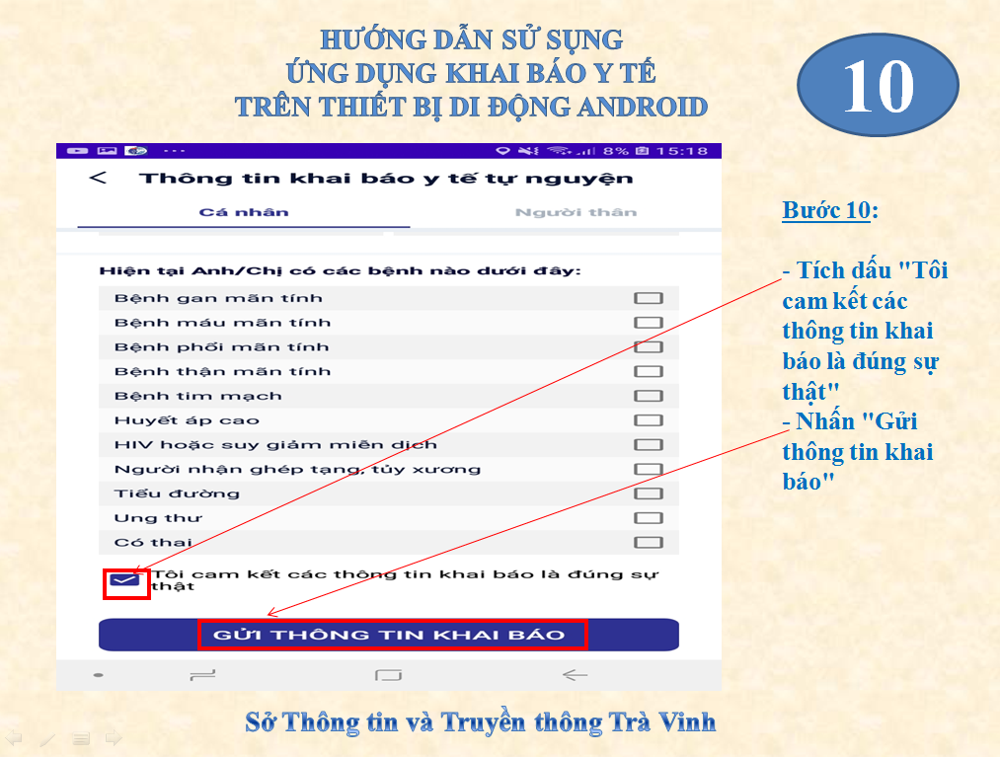 HƯỚNG DẪN SỬ SỤNG
ỨNG DỤNG KHAI BÁO Y TẾ
TRÊN THIẾT BỊ DI ĐỘNG ANDROID
10
8% 15:18
< Thông tin khai báo y tế tự nguyện
Cá nhân
Người thân
Hiện tại Anh/Chị có các bệnh nào dưới đây:
Bệnh gan mãn tính
Bệnh máu mãn tính
Bệnh phổi mãn tính
Bệnh thận mãn tính
Bệnh tim mạch
Huyết áp cao
HIV hoặc suy giảm miễn dịch
Người nhận ghép tạng, tủy xương
Tiểu đường
Ung thư
Có thai
Tôi cam kết các thông tin khai báo là đúng sự
thật
GỬI THÔNG TIN KHAI BÁO
Bước 10:
- Tích dấu "Tôi
cam kết các
thông tin khai
báo là đúng sự
thật"
- Nhấn "Gửi
thông tin khai
báo"
Sở Thông tin và Truyền thông Trà Vinh